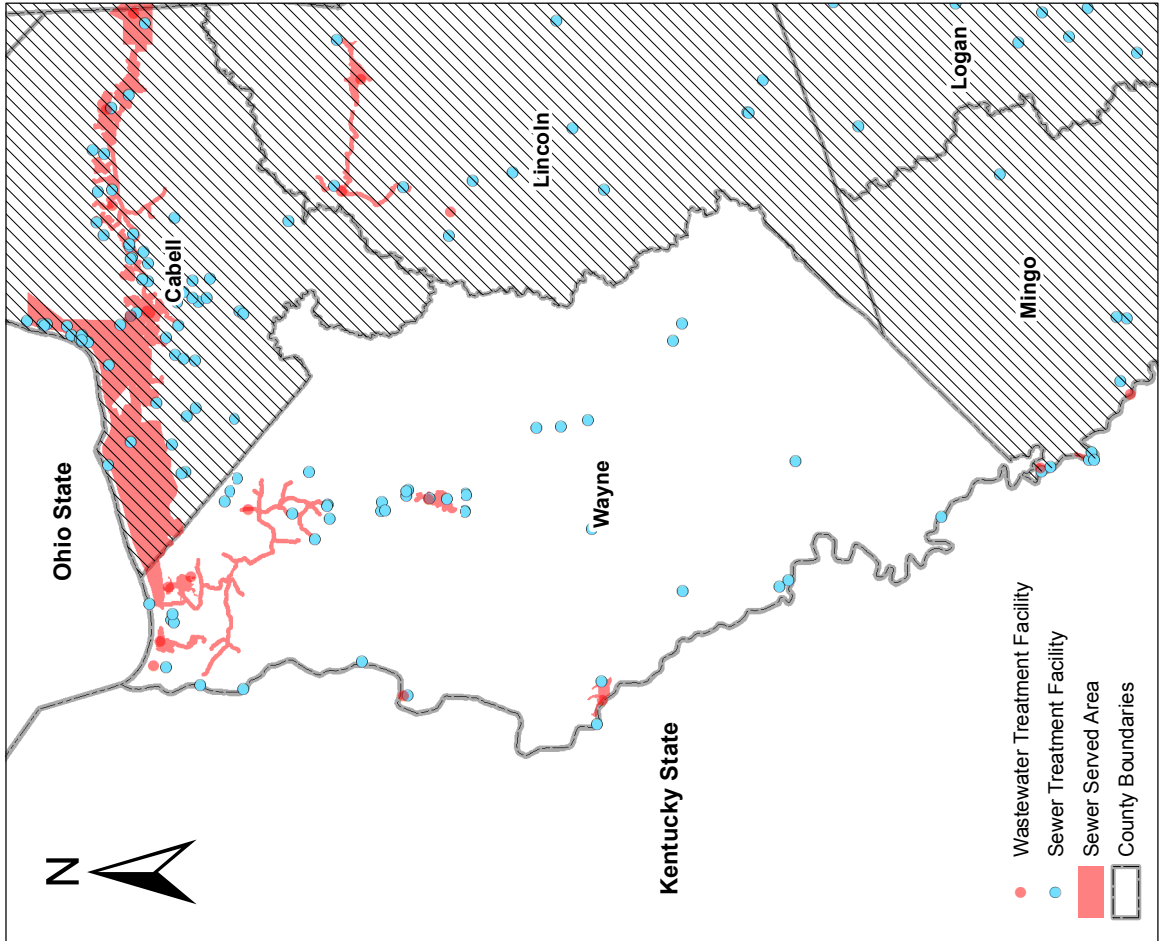 N
Ohio State
Cabell
Lincoln
Logan
Mingo
Wayne
Kentucky State
Wastewater Treatment Facility
Sewer Treatment Facility
Sewer Served Area
County Boundaries